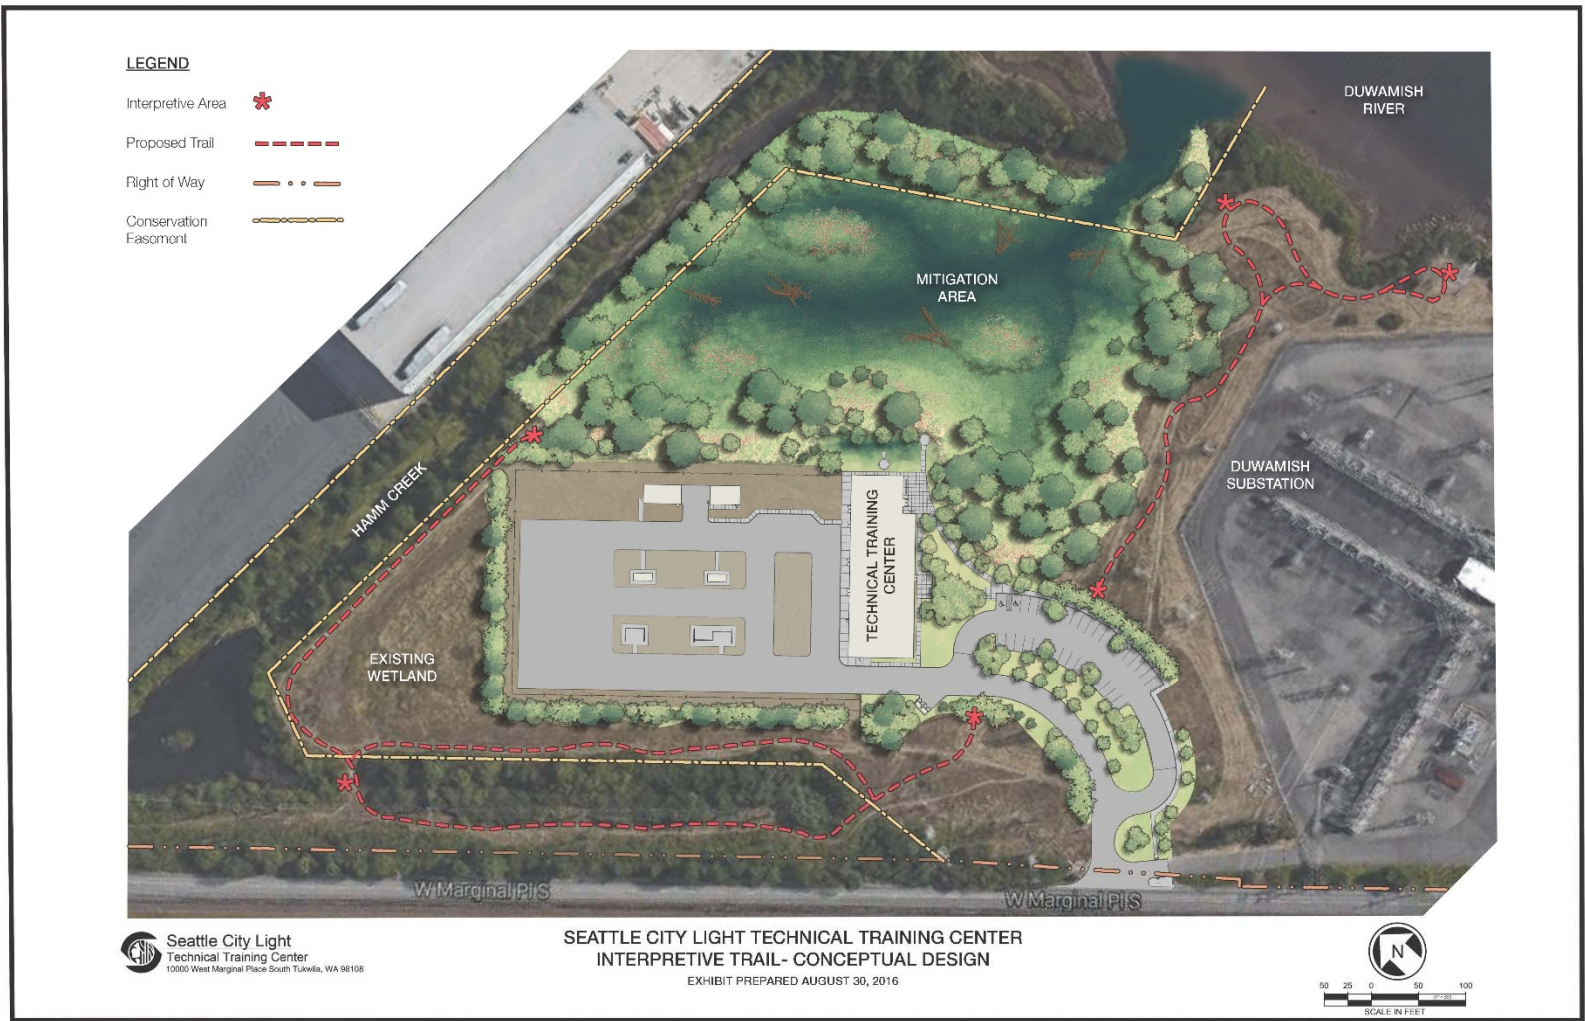 LEGEND
Interpretive Area
Proposed Trail
Right of Way
Conservation
Easement
DUWAMISH
RIVER
MITIGATION
AREA
DUWAMISH
SUBSTATION
HAMM CREEK
TECHNICAL TRAINING
CENTER
EXISTING
WETLAND
W Marginal Pl S
W Marginal Pl S
Seattle City Light
Technical Training Center
10000 West Marginal Place South Tukwila, WA 98108
SEATTLE CITY LIGHT TECHNICAL TRAINING CENTER
INTERPRETIVE TRAIL- CONCEPTUAL DESIGN
EXHIBIT PREPARED AUGUST 30, 2016
N
50 25 0 50 100
SCALE IN FEET